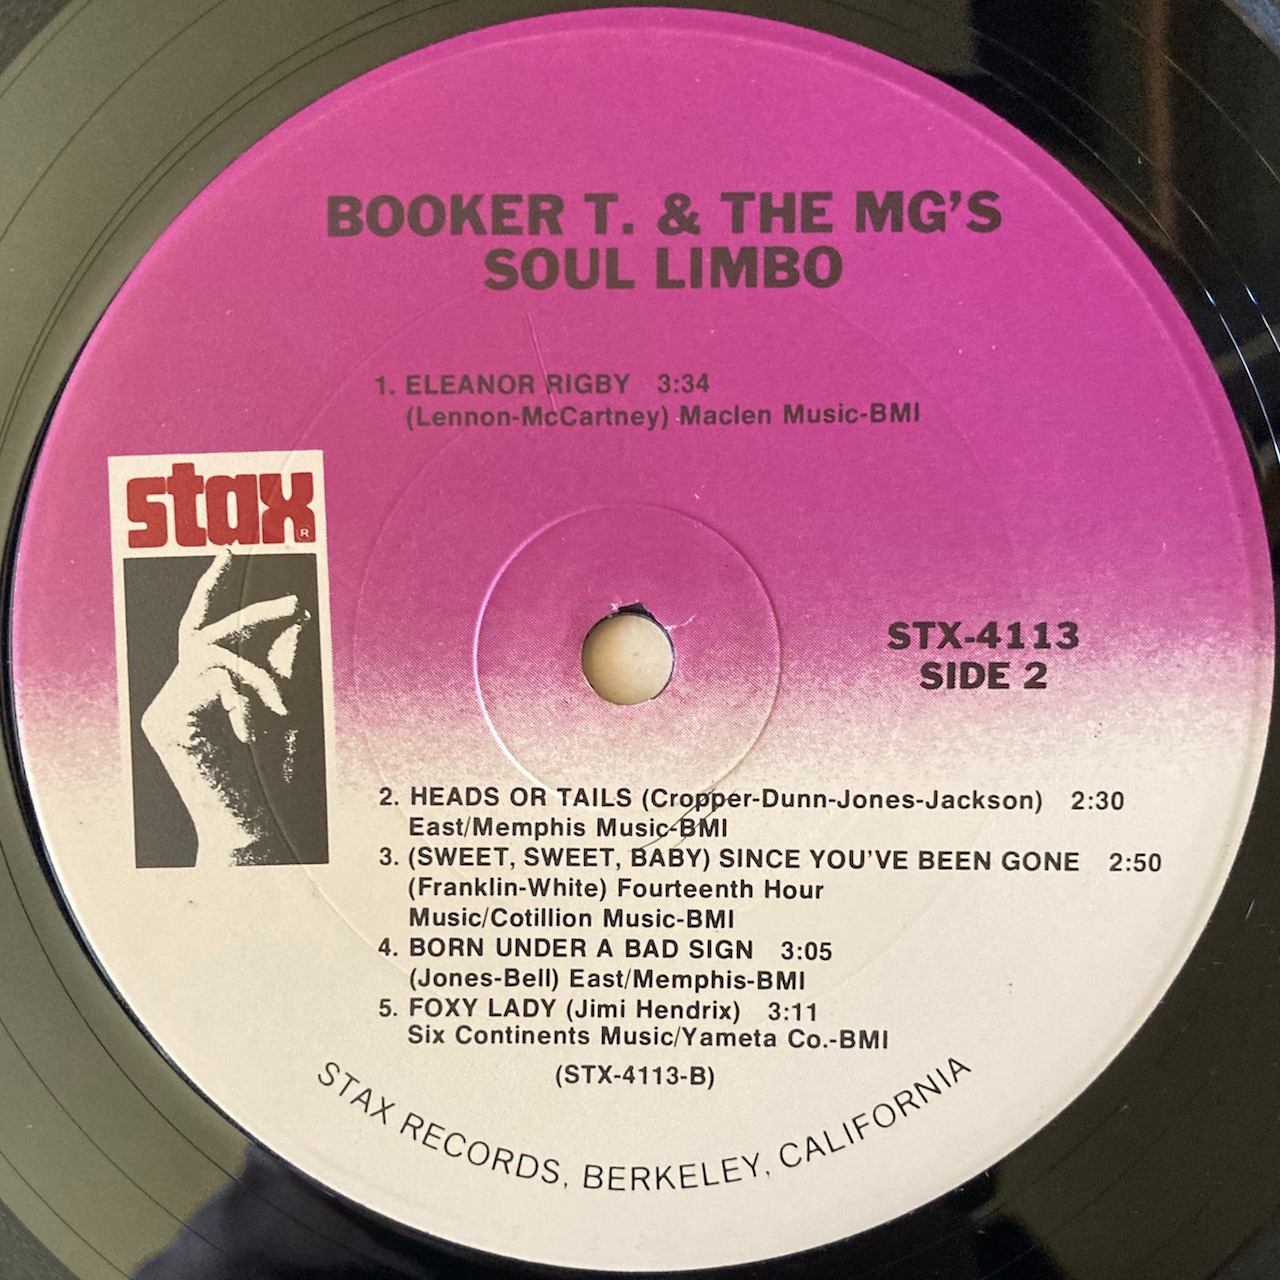 BOOKER T. & THE MG'S
SOUL LIMBO
1. ELEANOR RIGBY 3:34
(Lennon-McCartney) Maclen Music-BMI
stax®
STX-4113
SIDE 2
2. HEADS OR TAILS (Cropper-Dunn-Jones-Jackson) 2:30
East/Memphis Music-BMI
3. (SWEET, SWEET, BABY) SINCE YOU'VE BEEN GONE 2:50
(Franklin-White) Fourteenth Hour
Music/Cotillion Music-BMI
4. BORN UNDER A BAD SIGN 3:05
(Jones-Bell) East/Memphis-BMI
5. FOXY LADY (Jimi Hendrix) 3:11
Six Continents Music/Yameta Co.-BMI
(STX-4113-B)
STAX RECORDS, BERKELEY, CALIFORNIA